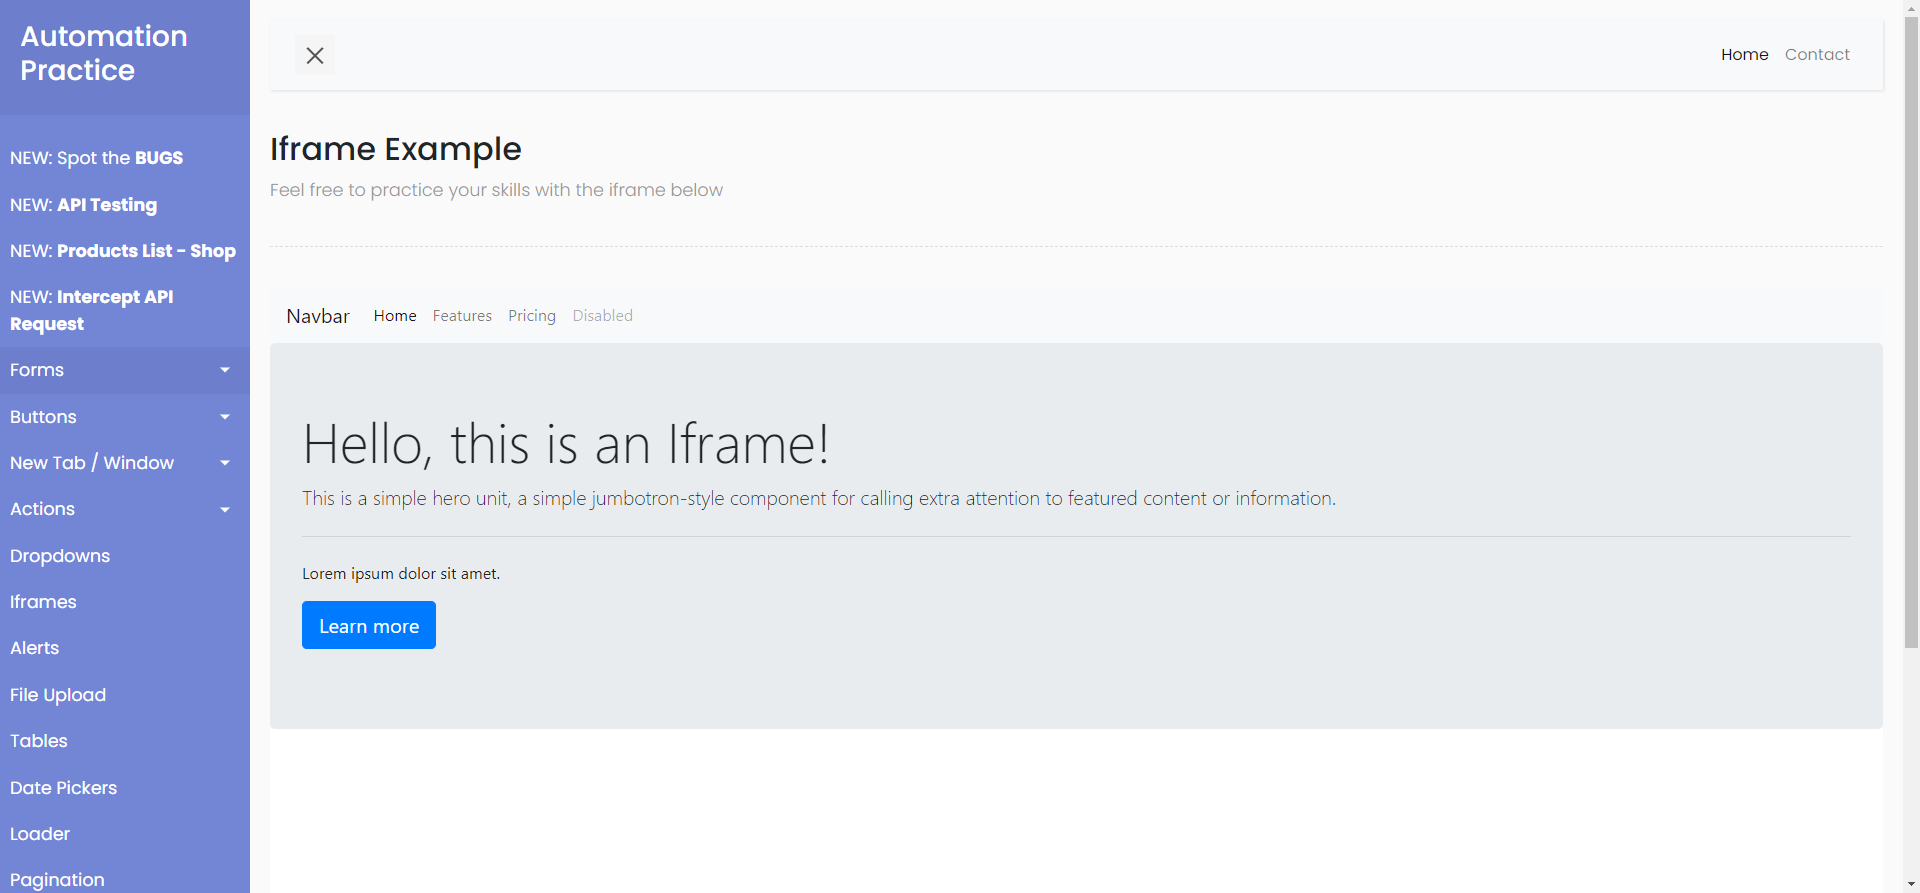 Automation
Practice
NEW: Spot the BUGS
NEW: API Testing
NEW: Products List - Shop
NEW: Intercept API
Request
Forms
Buttons
New Tab / Window
Actions
Dropdowns
Iframes
Alerts
File Upload
Tables
Date Pickers
Loader
Pagination
Home Contact
Iframe Example
Feel free to practice your skills with the iframe below
Navbar Home Features Pricing Disabled
Hello, this is an Iframe!
This is a simple hero unit, a simple jumbotron-style component for calling extra attention to featured content or information.
Lorem ipsum dolor sit amet.
Learn more